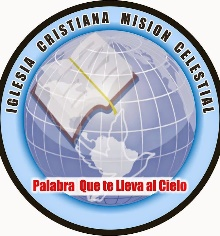 IGLESIA CRISTIANA MISION CELESTIAL
Palabra Que te Lleva al Cielo